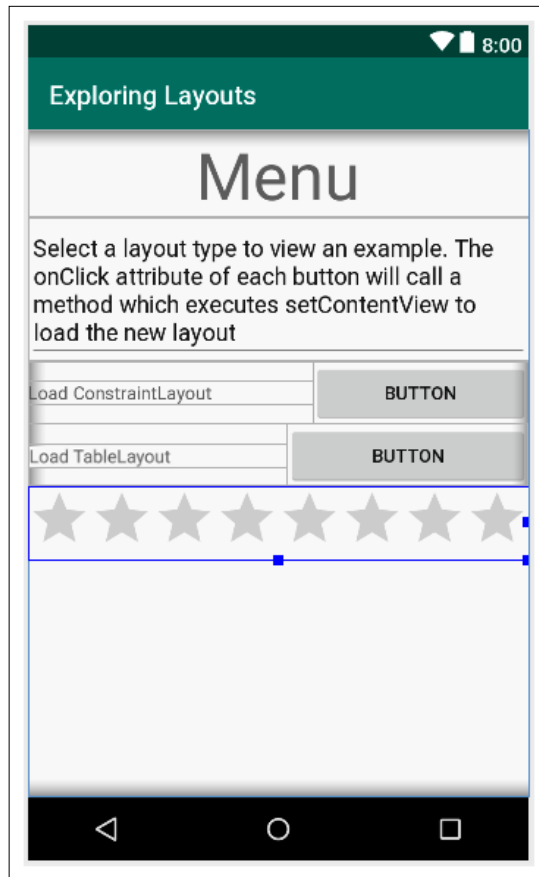 8:00
Exploring Layouts
Menu
Select a layout type to view an example. The
onClick attribute of each button will call a
method which executes setContentView to
load the new layout
Load ConstraintLayout BUTTON
Load TableLayout BUTTON